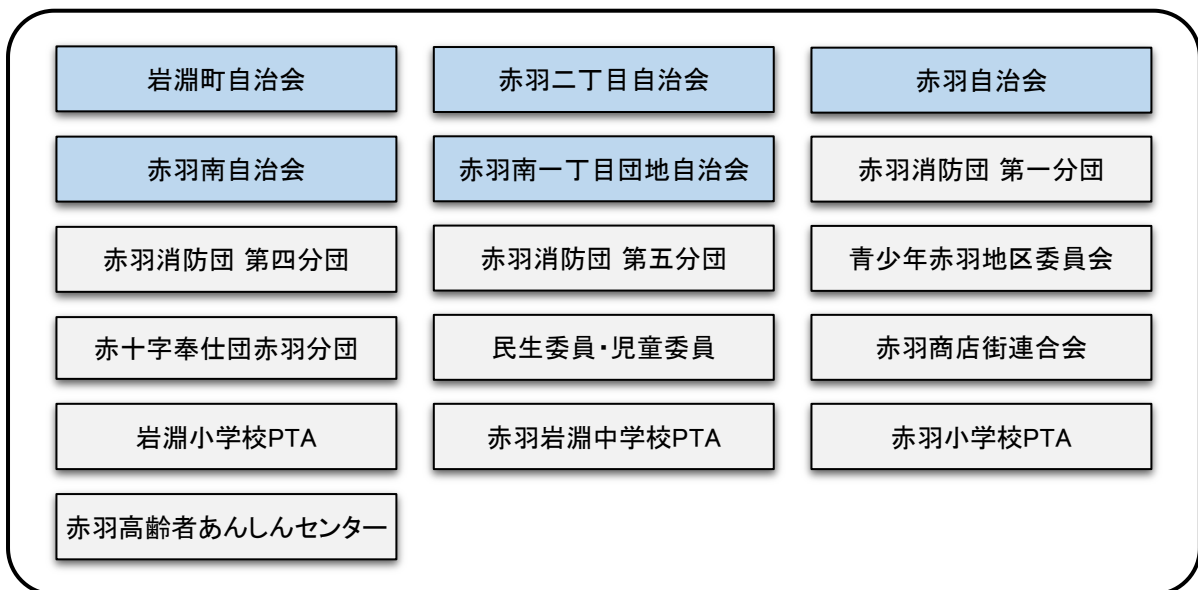 岩淵町自治会
赤羽二丁目自治会
赤羽自治会
赤羽南自治会
赤羽南一丁目団地自治会
赤羽消防団 第一分団
赤羽消防団 第四分団
赤羽消防団 第五分団
青少年赤羽地区委員会
赤十字奉仕団赤羽分団
民生委員・児童委員
赤羽商店街連合会
岩淵小学校PTA
赤羽岩淵中学校PTA
赤羽小学校PTA
赤羽高齢者あんしんセンター